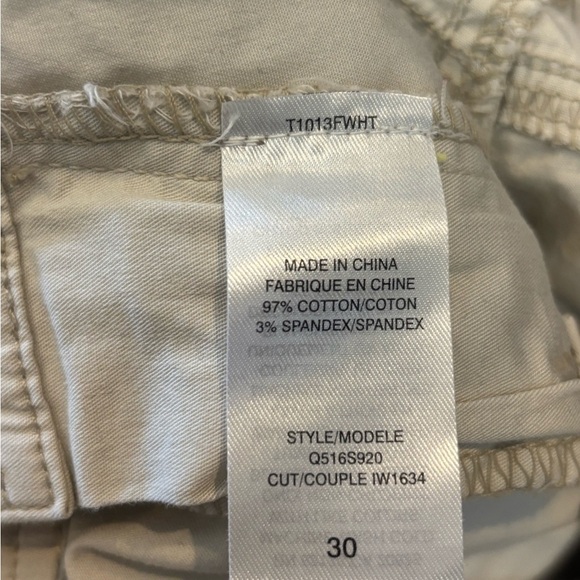 T1013FWHT
MADE IN CHINA
FABRIQUE EN CHINE
97% COTTON/COTON
3% SPANDEX/SPANDEX
STYLE/MODELE
Q516S920
CUT/COUPLE IW1634
30